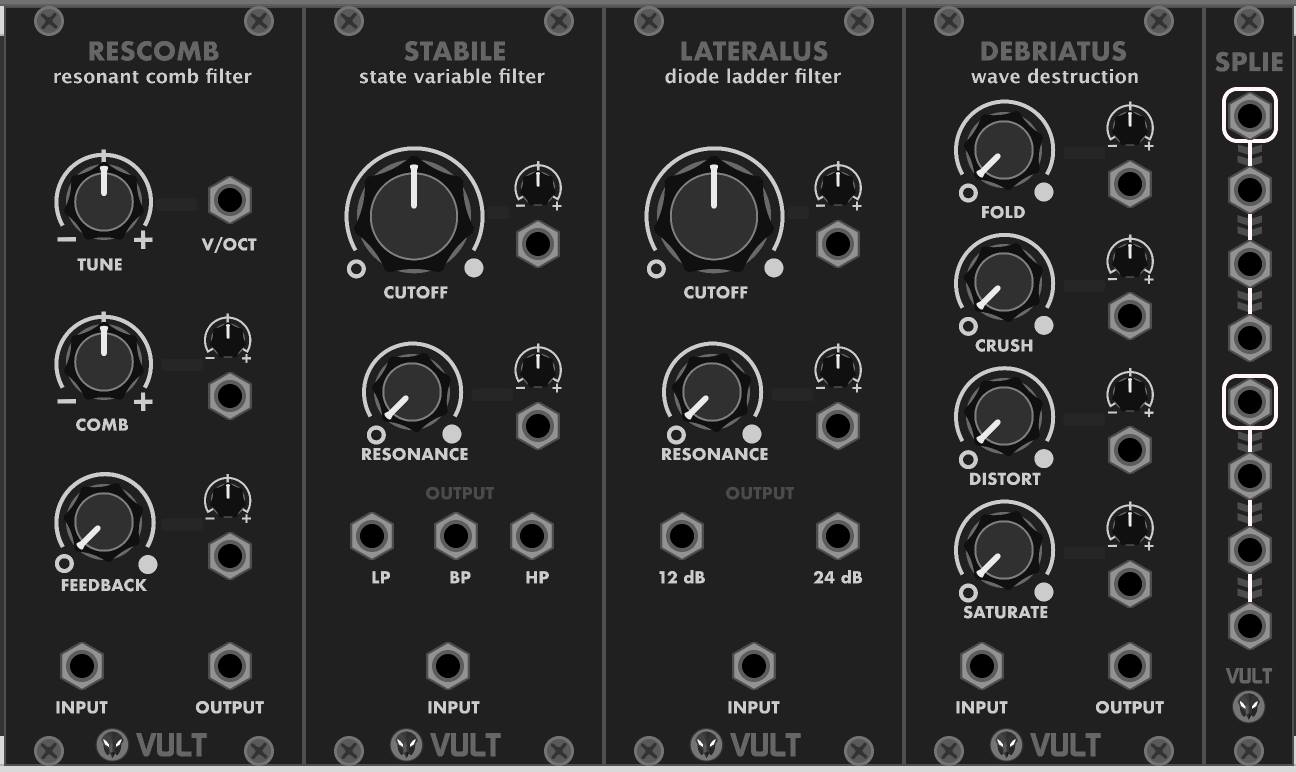 RESCOMB
resonant comb filter
TUNE
V/OCT
COMB
FEEDBACK
INPUT
OUTPUT
VULT
STABILE
state variable filter
CUTOFF
RESONANCE
OUTPUT
LP BP HP
INPUT
VULT
LATERALUS
diode ladder filter
CUTOFF
RESONANCE
OUTPUT
12 dB 24 dB
INPUT
VULT
DEBRIATUS
wave destruction
FOLD
CRUSH
DISTORT
SATURATE
INPUT
OUTPUT
VULT
SPLIE
VULT